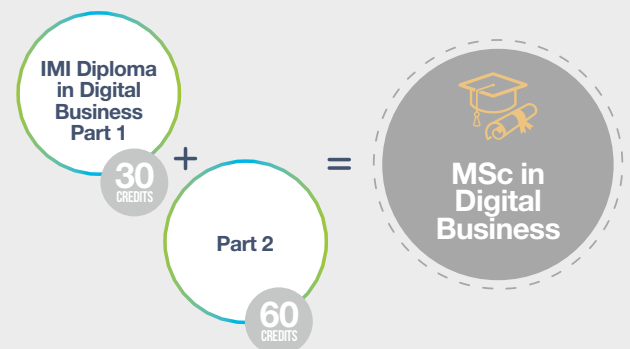 IMI Diploma
in Digital
Business
Part 1
30
CREDITS
+
Part 2
60
CREDITS
=
MSc in
Digital
Business